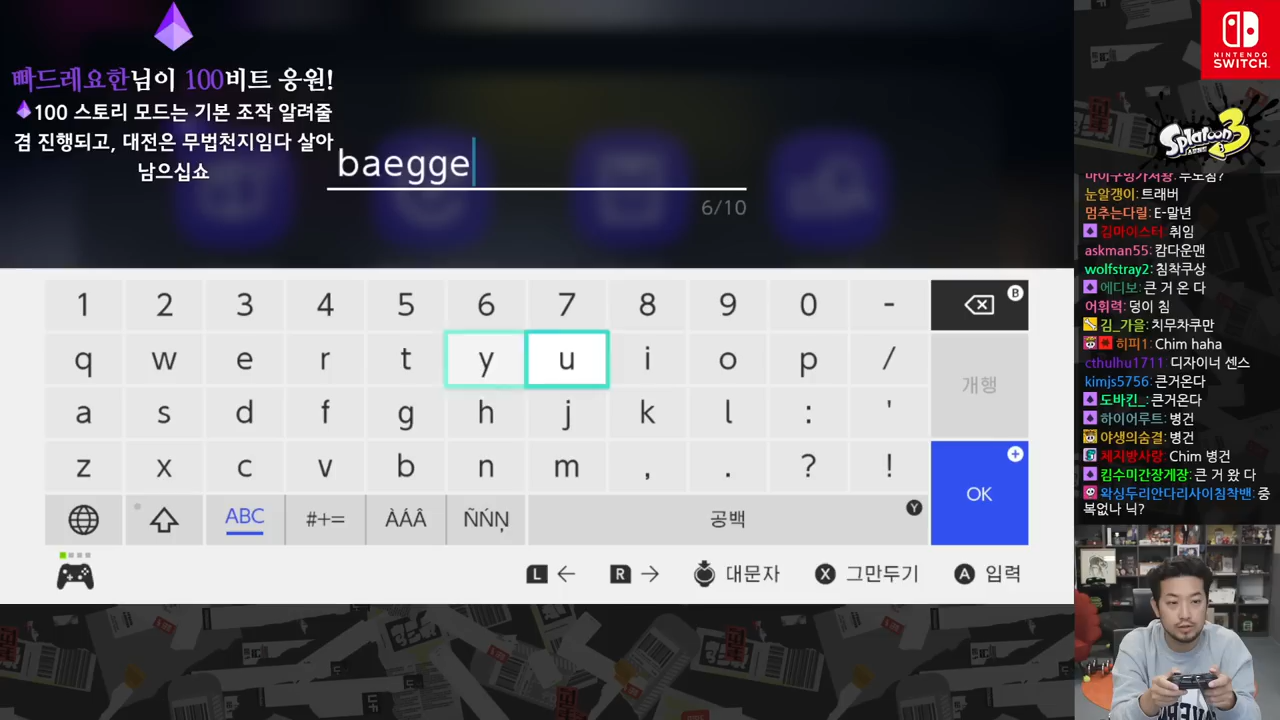 빠드레요한님이 100비트 응원!
100 스토리 모드는 기본 조작 알려줄
겸 진행되고, 대전은 무법천지임다 살아
남으십쇼
baegge
6/10
1 2 3 4 5 6 7 8 9 0 - B
q w e r t y u i o p /
개행
a s d f g h j k l : '
z x c v b n m , . ? ! +
OK
ABC #+= ÀÁÂ ÑŃŅ 공백 Y
L ← R → 대문자 X 그만두기 A 입력
NINTENDO
SWITCH.
Splatoon 3
눈알갱이: 트래버
멈추는다릴: E-말년
김마이스터: 취임
askman55: 캄다운맨
wolfstray2: 침착쿠상
에디보: 큰 거 온 다
어휘력: 덩이 침
김_가을: 치무차쿠만
히피1: Chim haha
cthulhu1711: 디자이너 센스
kimjs5756: 큰거온다
도바킨_: 큰거온다
하이어루트: 병건
야생의숨결: 병건
체지방사랑: Chim 병건
킴수미간장게장: 큰 거 왔 다
왁싱두리안다리사이침착밴: 중
복없나 닉?